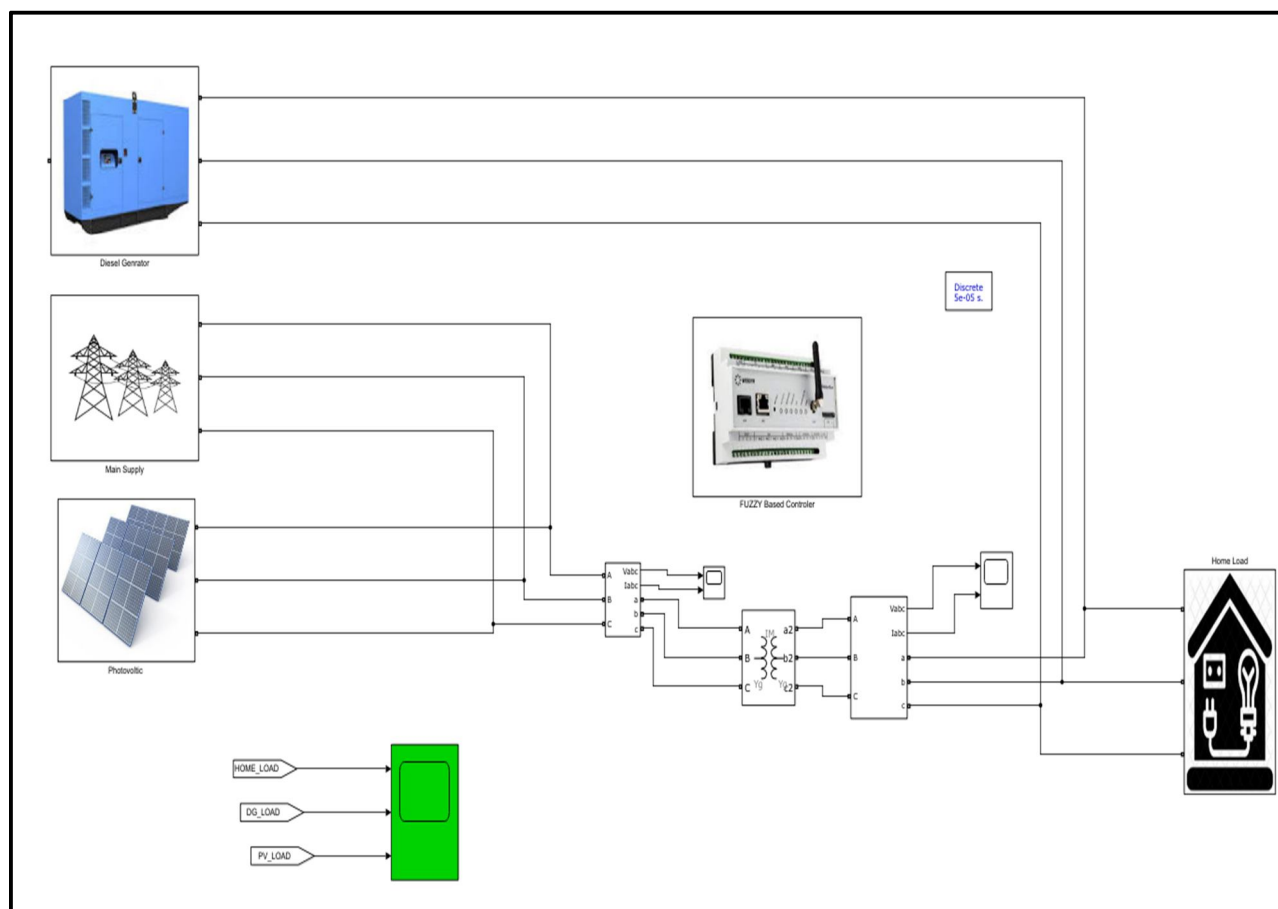 Diesel Genrator
Discrete
5e-05 s.
Main Supply
FUZZY Based Controler
Photovoltic
Home Load
A
B
C
Vabc
Iabc
a
b
c
A
B
C
1M
Yg
Yg
a2
b2
c2
A
B
C
Vabc
Iabc
a
b
c
HOME_LOAD
DG_LOAD
PV_LOAD